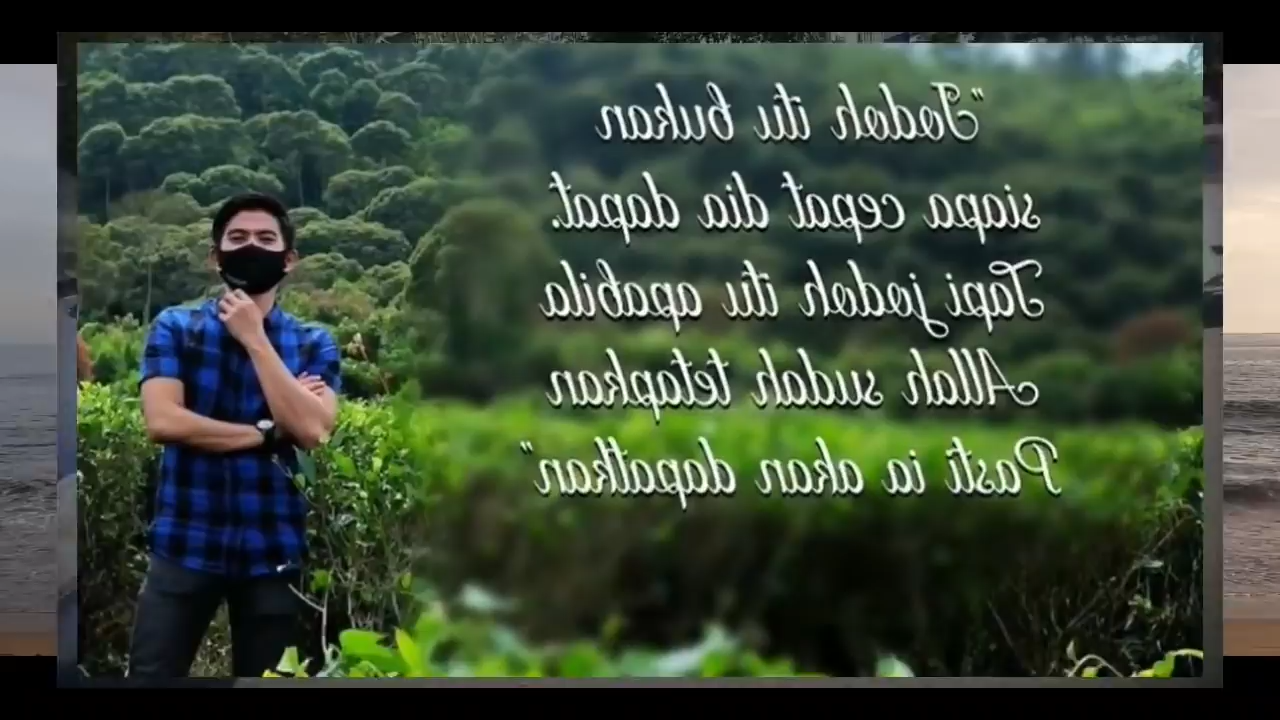 "Jodoh itu bukan
siapa cepat dia dapat.
Tapi jodoh itu apabila
Allah sudah tetapkan
Pasti ia akan dapatkan"